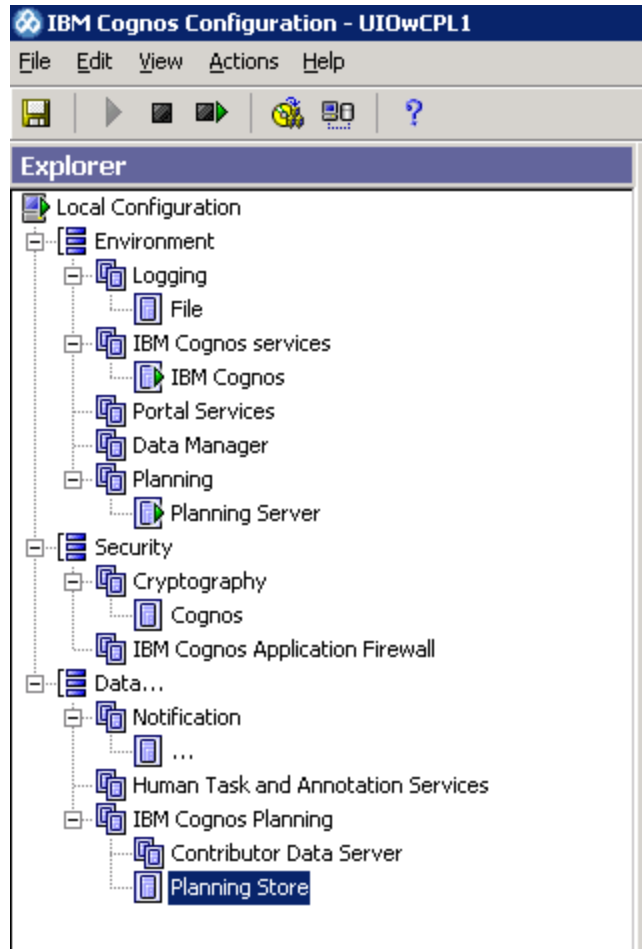 IBM Cognos Configuration - UIOwCPL1
File Edit View Actions Help
?
Explorer
Local Configuration
Environment
Logging
File
IBM Cognos services
IBM Cognos
Portal Services
Data Manager
Planning
Planning Server
Security
Cryptography
Cognos
IBM Cognos Application Firewall
Data...
Notification
...
Human Task and Annotation Services
IBM Cognos Planning
Contributor Data Server
Planning Store